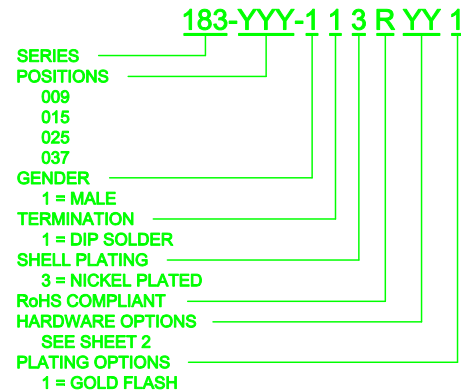 183-YYY-1 1 3 R YY 1
SERIES
POSITIONS
009
015
025
037
GENDER
1 = MALE
TERMINATION
1 = DIP SOLDER
SHELL PLATING
3 = NICKEL PLATED
RoHS COMPLIANT
HARDWARE OPTIONS
SEE SHEET 2
PLATING OPTIONS
1 = GOLD FLASH